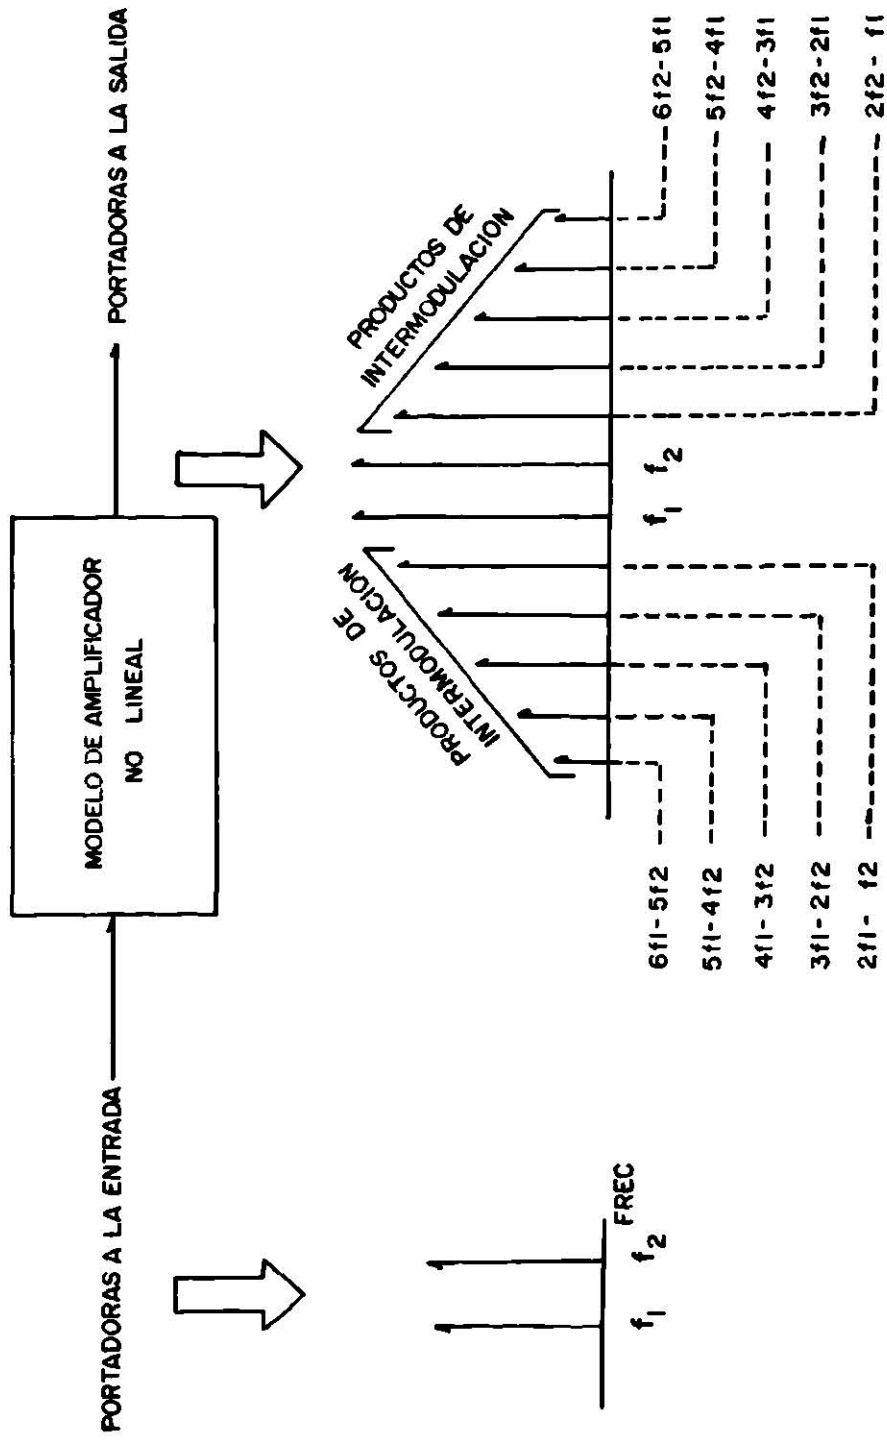 PORTADORAS A LA ENTRADA
MODELO DE AMPLIFICADOR
NO LINEAL
PORTADORAS A LA SALIDA
f1
f2
FREC
PRODUCTOS DE
INTERMODULACION
PRODUCTOS DE
INTERMODULACION
f1
f2
6f1-5f2
5f1-4f2
4f1-3f2
3f1-2f2
2f1- f2
6f2-5f1
5f2-4f1
4f2-3f1
3f2-2f1
2f2- f1